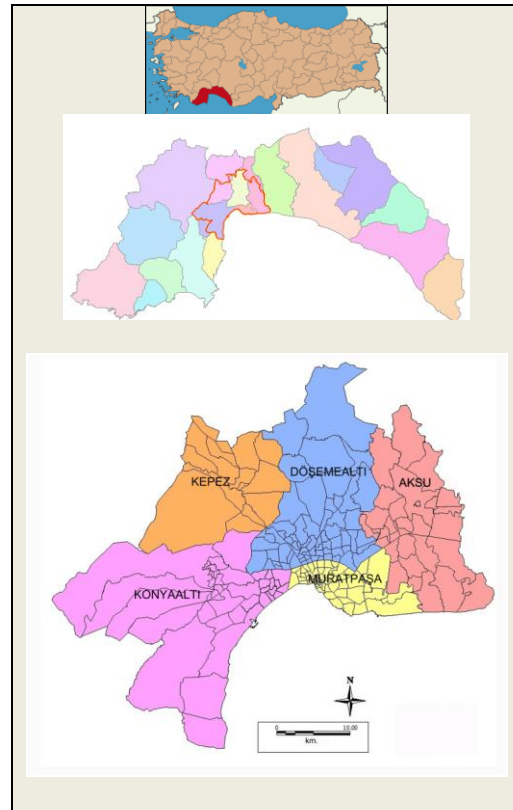 DÖŞEMEALTI
KEPEZ
AKSU
MURATPAŞA
KONYAALTI
N
0 10.00
km.